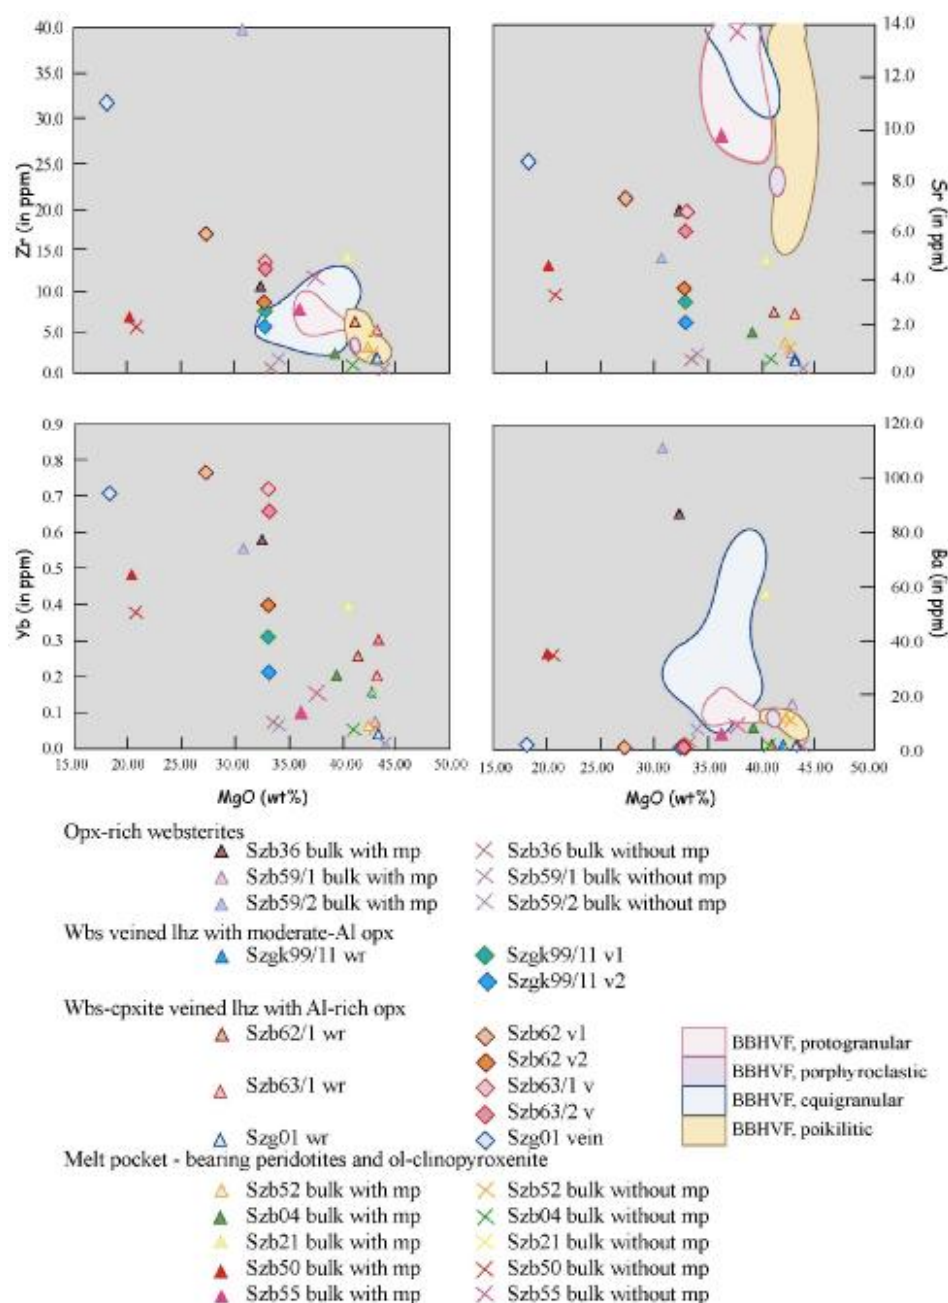 40.0
35.0
30.0
25.0
20.0
15.0
10.0
5.0
0.0
Zr (in ppm)
14.0
12.0
10.0
8.0
6.0
4.0
2.0
0.0
Sr (in ppm)
0.9
0.8
0.7
0.6
0.5
0.4
0.3
0.2
0.1
0.0
Yb (in ppm)
15.00 20.00 30.00 35.00 40.00 50.00
MgO (wt%)
120.0
100.0
80.0
60.0
40.0
20.0
0.0
Ba (in ppm)
15.00 20.00 30.00 35.00 40.00 50.00
MgO (wt%)
Opx-rich websterites
Szb36 bulk with mp Szb36 bulk without mp
Szb59/1 bulk with mp Szb59/1 bulk without mp
Szb59/2 bulk with mp Szb59/2 bulk without mp
Wbs veined lhz with moderate-Al opx
Szgk99/11 wr Szgk99/11 v1
Szgk99/11 v2
Wbs-cpxite veined lhz with Al-rich opx
Szb62/1 wr Szb62 v1
Szb62 v2
Szb63/1 wr Szb63/1 v
Szb63/2 v
Szg01 wr Szg01 vein
BBHVF, protogranular
BBHVF, porphyroclastic
BBHVF, equigranular
BBHVF, poikilitic
Melt pocket - bearing peridotites and ol-clinopyroxenite
Szb52 bulk with mp Szb52 bulk without mp
Szb04 bulk with mp Szb04 bulk without mp
Szb21 bulk with mp Szb21 bulk without mp
Szb50 bulk with mp Szb50 bulk without mp
Szb55 bulk with mp Szb55 bulk without mp